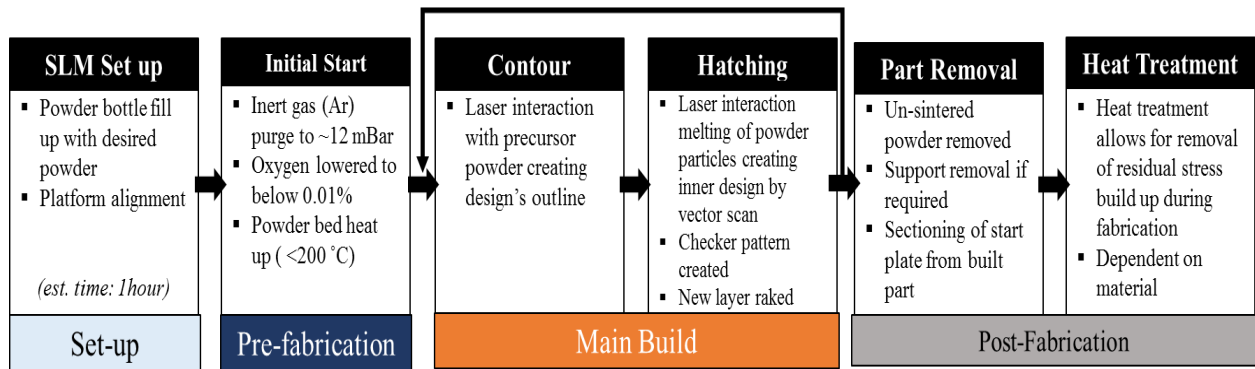 SLM Set up
▪ Powder bottle fill
up with desired
powder
▪ Platform alignment
(est. time: 1hour)
Set-up
Initial Start
▪ Inert gas (Ar)
purge to ~12 mBar
▪ Oxygen lowered to
below 0.01%
▪ Powder bed heat
up ( <200 ˚C)
Pre-fabrication
Contour
▪ Laser interaction
with precursor
powder creating
design’s outline
Hatching
▪ Laser interaction
melting of powder
particles creating
inner design by
vector scan
▪ Checker pattern
created
▪ New layer raked
Main Build
Part Removal
▪ Un-sintered
powder removed
▪ Support removal if
required
▪ Sectioning of start
plate from built
part
Heat Treatment
▪ Heat treatment
allows for removal
of residual stress
build up during
fabrication
▪ Dependent on
material
Post-Fabrication